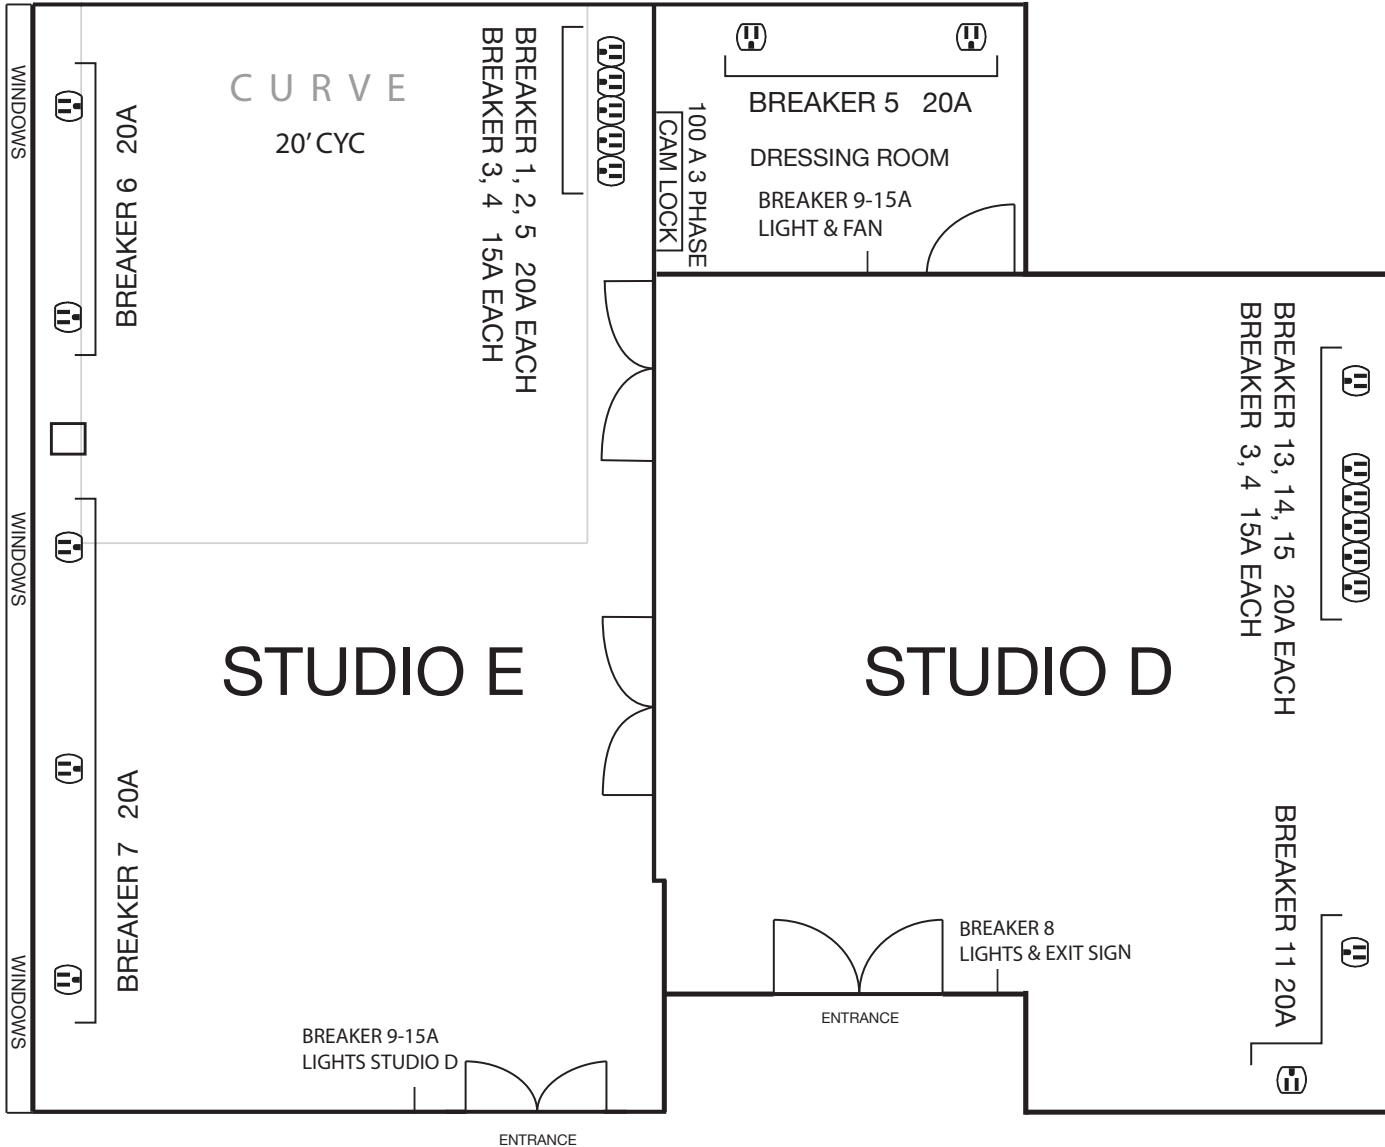 WINDOWS
BREAKER 6 20A
CURVE
20' CYC
BREAKER 1, 2, 5 20A EACH
BREAKER 3, 4 15A EACH
100 A 3 PHASE
CAM LOCK
BREAKER 5 20A
DRESSING ROOM
BREAKER 9-15A
LIGHT & FAN
BREAKER 13, 14, 15 20A EACH
BREAKER 3, 4 15A EACH
WINDOWS
STUDIO E
STUDIO D
BREAKER 7 20A
BREAKER 11 20A
WINDOWS
BREAKER 8
LIGHTS & EXIT SIGN
ENTRANCE
BREAKER 9-15A
LIGHTS STUDIO D
ENTRANCE